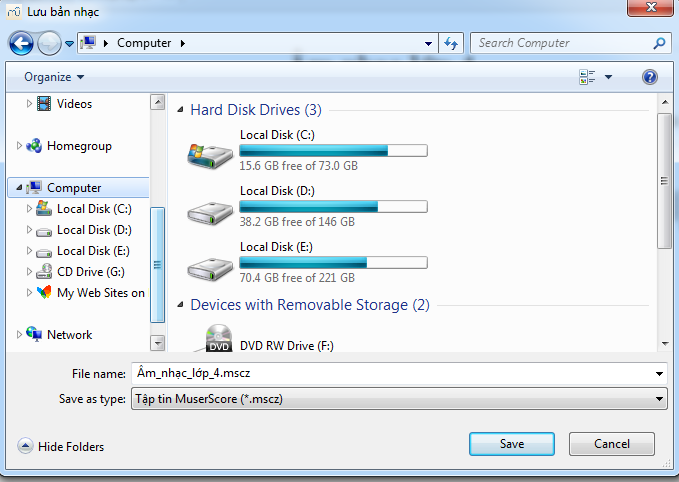 Lưu bản nhạc
Computer
Search Computer
Organize
Videos
Homegroup
Computer
Local Disk (C:)
Local Disk (D:)
Local Disk (E:)
CD Drive (G:)
My Web Sites on
Network
Hard Disk Drives (3)
Local Disk (C:)
15.6 GB free of 73.0 GB
Local Disk (D:)
38.2 GB free of 146 GB
Local Disk (E:)
70.4 GB free of 221 GB
Devices with Removable Storage (2)
DVD
DVD RW Drive (F:)
File name: Âm_nhạc_lớp_4.mscz
Save as type: Tập tin MuserScore (*.mscz)
Hide Folders
Save
Cancel